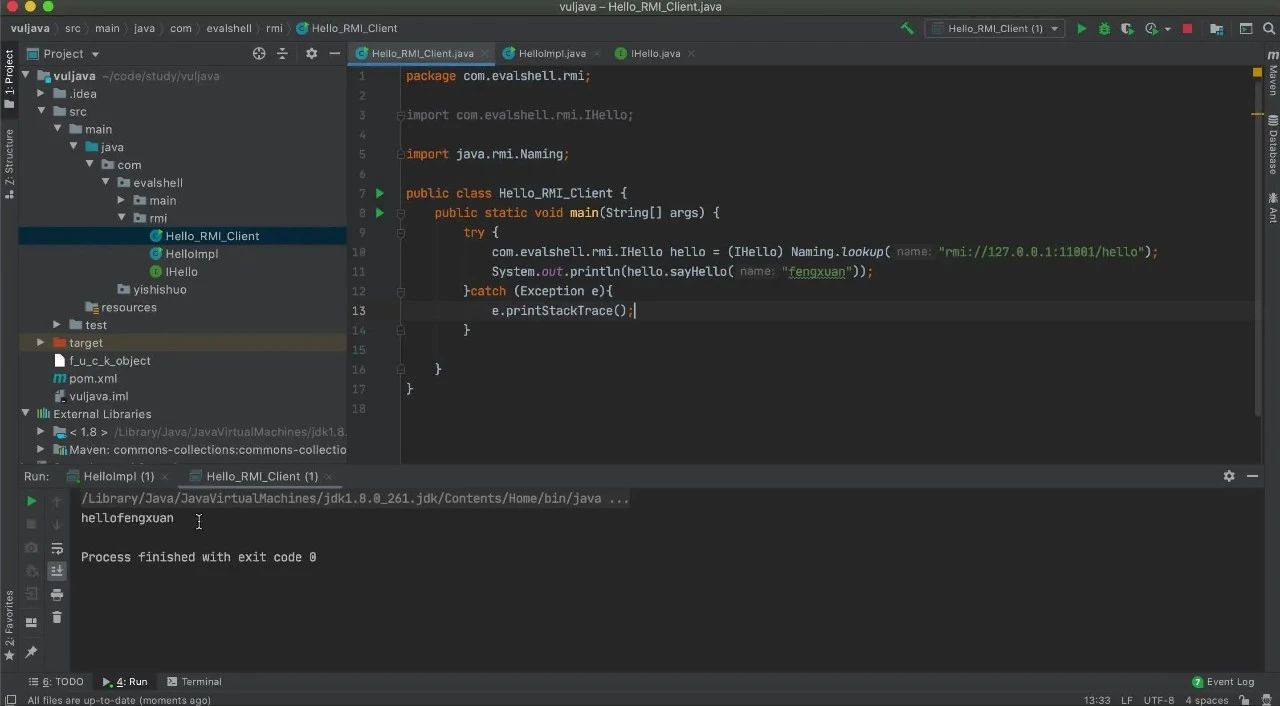 vuljava – Hello_RMI_Client.java
vuljava src main java com evalshell rmi Hello_RMI_Client
Hello_RMI_Client (1)
1: Project
Z: Structure
2: Favorites
Project
vuljava ~/code/study/vuljava
.idea
src
main
java
com
evalshell
main
rmi
Hello_RMI_Client
HelloImpl
IHello
yishishuo
resources
test
target
f_u_c_k_object
pom.xml
vuljava.iml
External Libraries
< 1.8 > /Library/Java/JavaVirtualMachines/jdk1.8.
Maven: commons-collections:commons-collectio
Hello_RMI_Client.java HelloImpl.java IHello.java
1 package com.evalshell.rmi;
2
3 import com.evalshell.rmi.IHello;
4
5 import java.rmi.Naming;
6
7 public class Hello_RMI_Client {
8 public static void main(String[] args) {
9 try {
10 com.evalshell.rmi.IHello hello = (IHello) Naming.lookup( name: "rmi://127.0.0.1:11001/hello");
11 System.out.println(hello.sayHello( name: "fengxuan"));
12 }catch (Exception e){
13 e.printStackTrace();
14 }
15
16 }
17 }
18
Maven
Database
Ant
Run: HelloImpl (1) Hello_RMI_Client (1)
/Library/Java/JavaVirtualMachines/jdk1.8.0_261.jdk/Contents/Home/bin/java ...
hellofengxuan
Process finished with exit code 0
6: TODO 4: Run Terminal 7 Event Log
All files are up-to-date (moments ago) 13:33 LF UTF-8 4 spaces